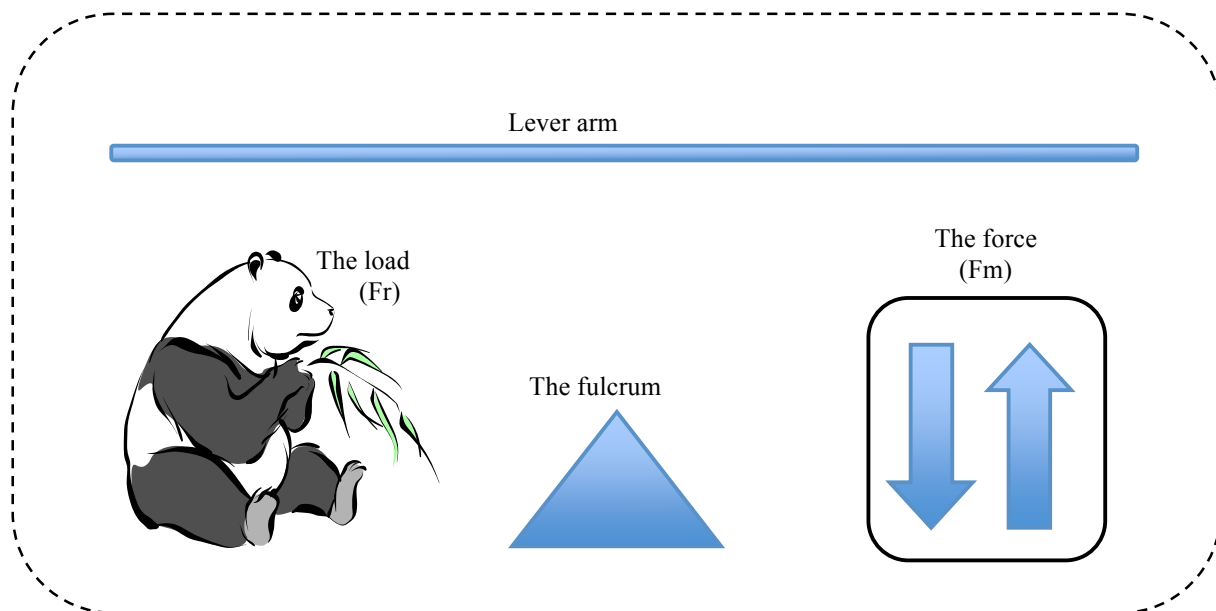 Lever arm
The load
(Fr)
The force
(Fm)
The fulcrum